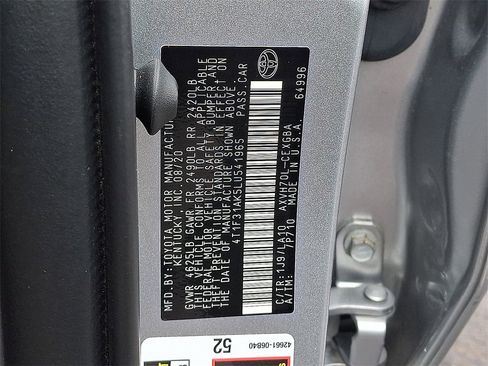 MFD.BY:TOYOTA MOTOR MANUFACTUR
KENTUCKY, INC. 08/20
GVWR 4625LB GAWR FR 2490LB RR 2420LB
THIS VEHICLE CONFORMS TO ALL APPLICABLE
FEDERAL MOTOR VEHICLE SAFETY, BUMPER, AND
THEFT PREVENTION STANDARDS IN EFFECT ON
THE DATE OF MANUFACTURE SHOWN ABOVE.
4T1F31AK5LU541965 PASS.CAR
C/TR:1J9/LA10 AXVH70L-CEXGBA
A/TM: -/P710 MADE IN U.S.A.
64996
42661-06B40
52